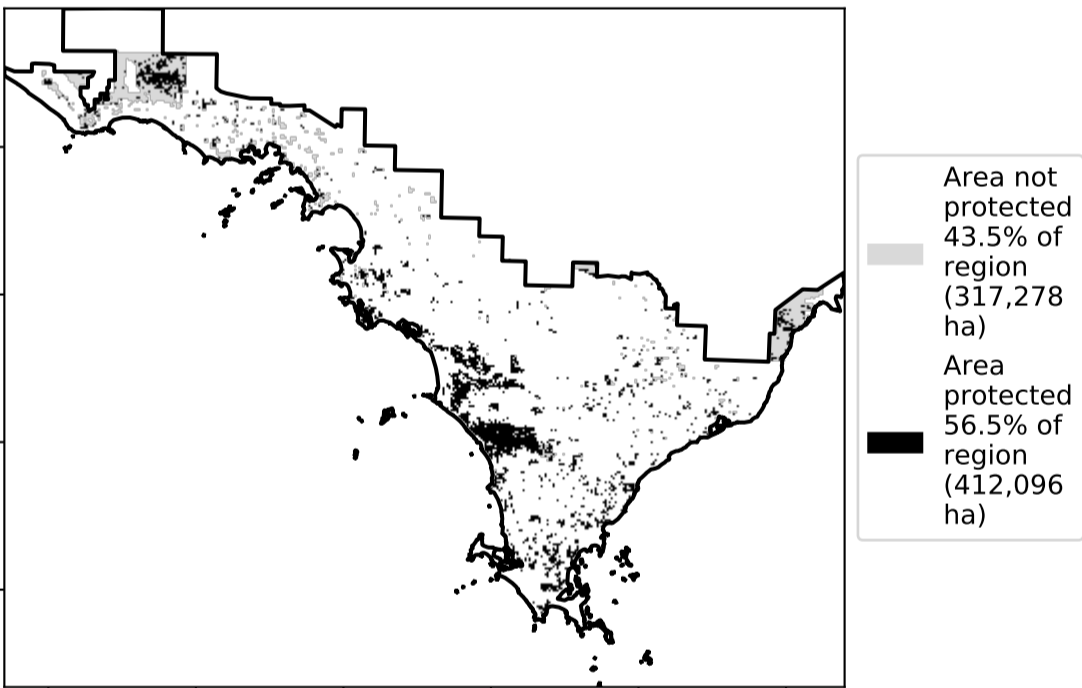 Area not
protected
43.5% of
region
(317,278
ha)
Area
protected
56.5% of
region
(412,096
ha)